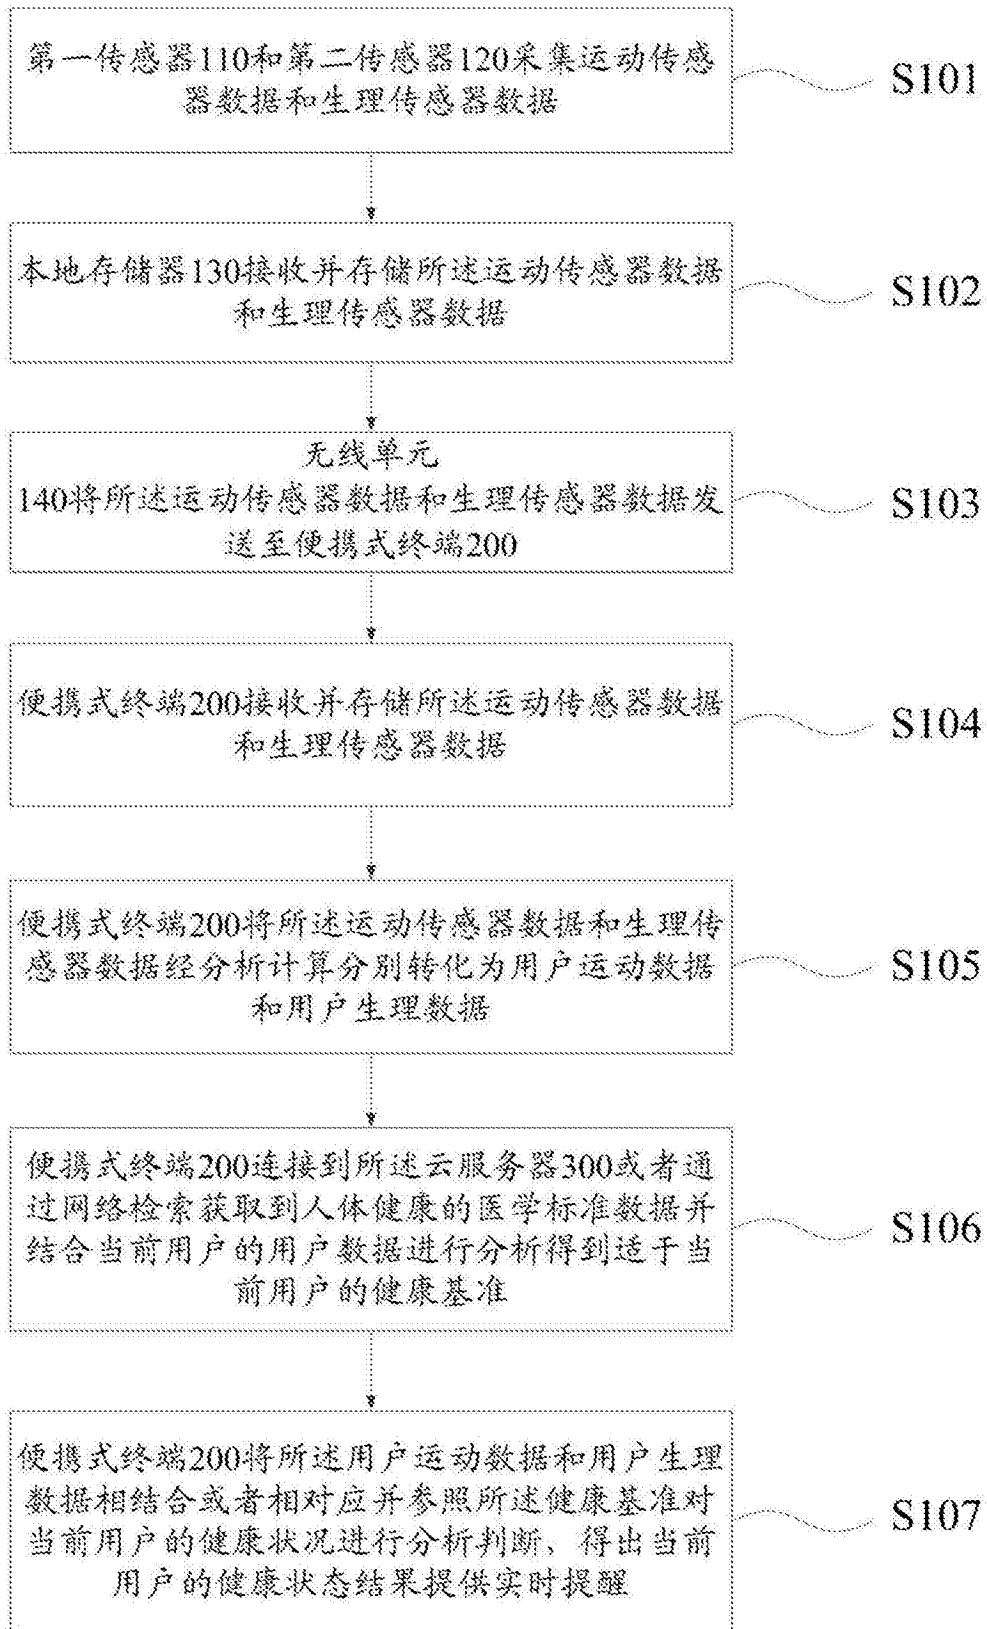 第一传感器110和第二传感器120采集运动传感
器数据和生理传感器数据
S101
本地存储器130接收并存储所述运动传感器数据
和生理传感器数据
S102
无线单元
140将所述运动传感器数据和生理传感器数据发
送至便携式终端200
S103
便携式终端200接收并存储所述运动传感器数据
和生理传感器数据
S104
便携式终端200将所述运动传感器数据和生理传
感器数据经分析计算分别转化为用户运动数据
和用户生理数据
S105
便携式终端200连接到所述云服务器300或者通
过网络检索获取到人体健康的医学标准数据并
结合当前用户的用户数据进行分析得到适于当
前用户的健康基准
S106
便携式终端200将所述用户运动数据和用户生理
数据相结合或者相对应并参照所述健康基准对
当前用户的健康状况进行分析判断、得出当前
用户的健康状态结果提供实时提醒
S107